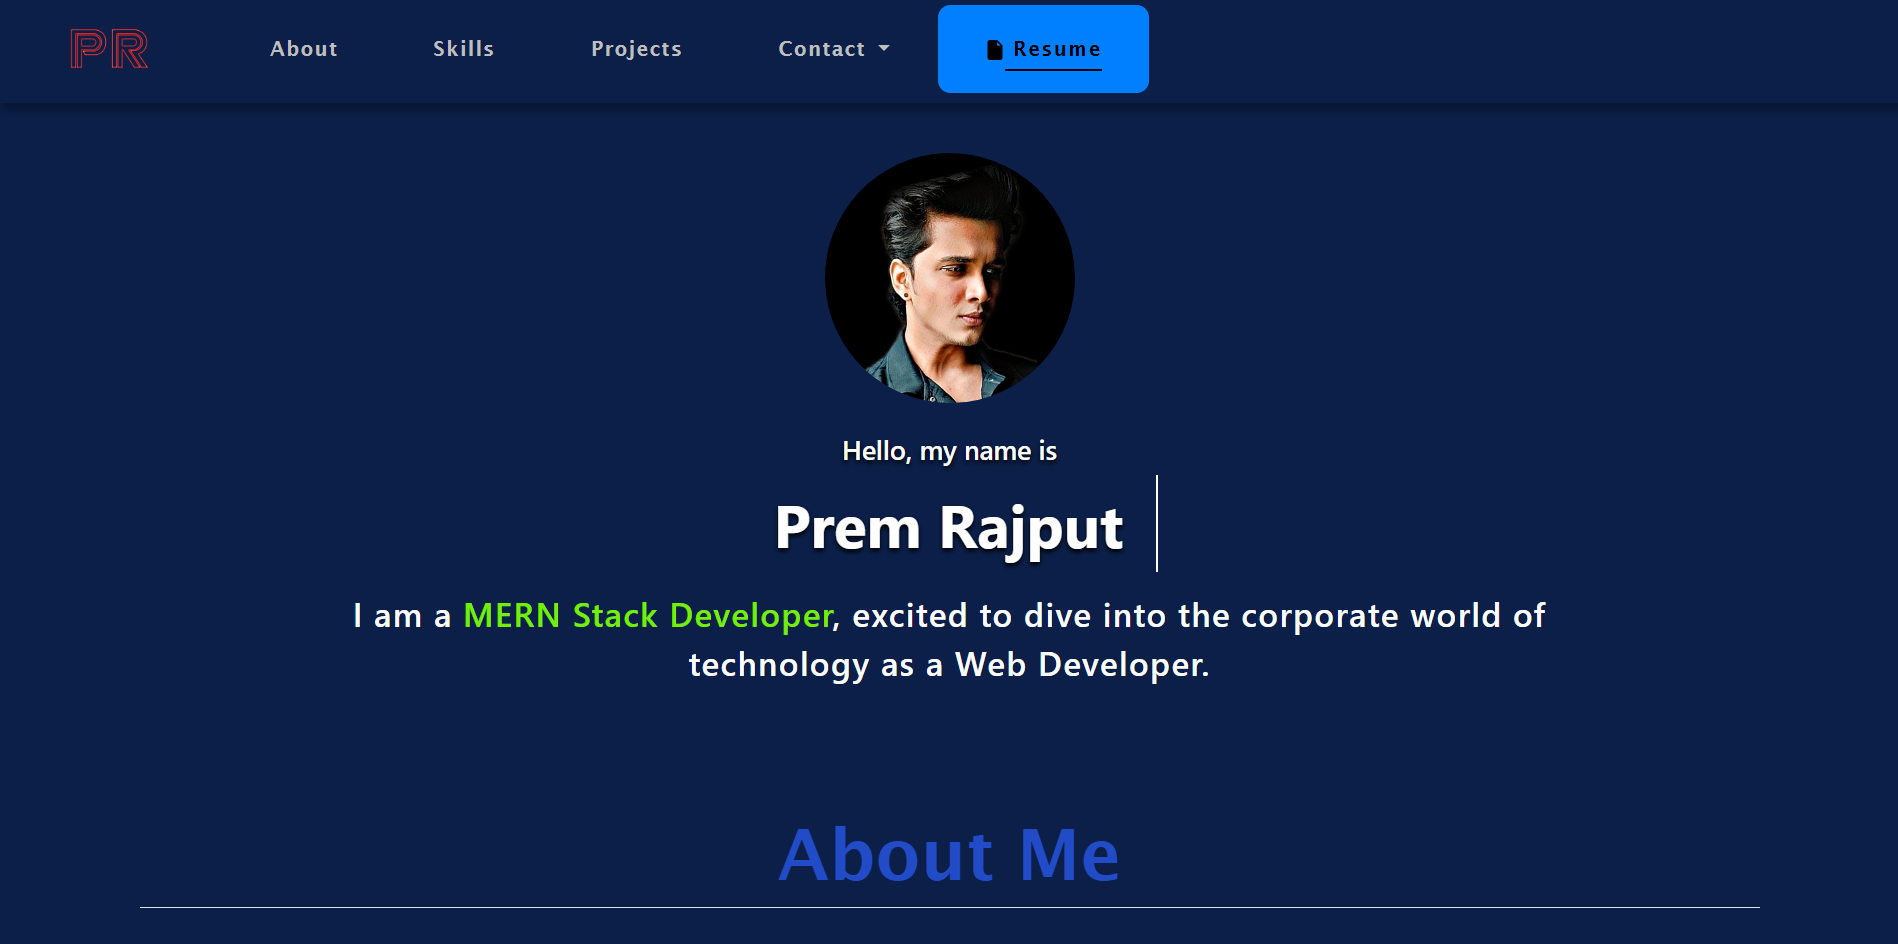 PR
About
Skills
Projects
Contact
Resume
Hello, my name is
Prem Rajput
I am a MERN Stack Developer, excited to dive into the corporate world of
technology as a Web Developer.
About Me